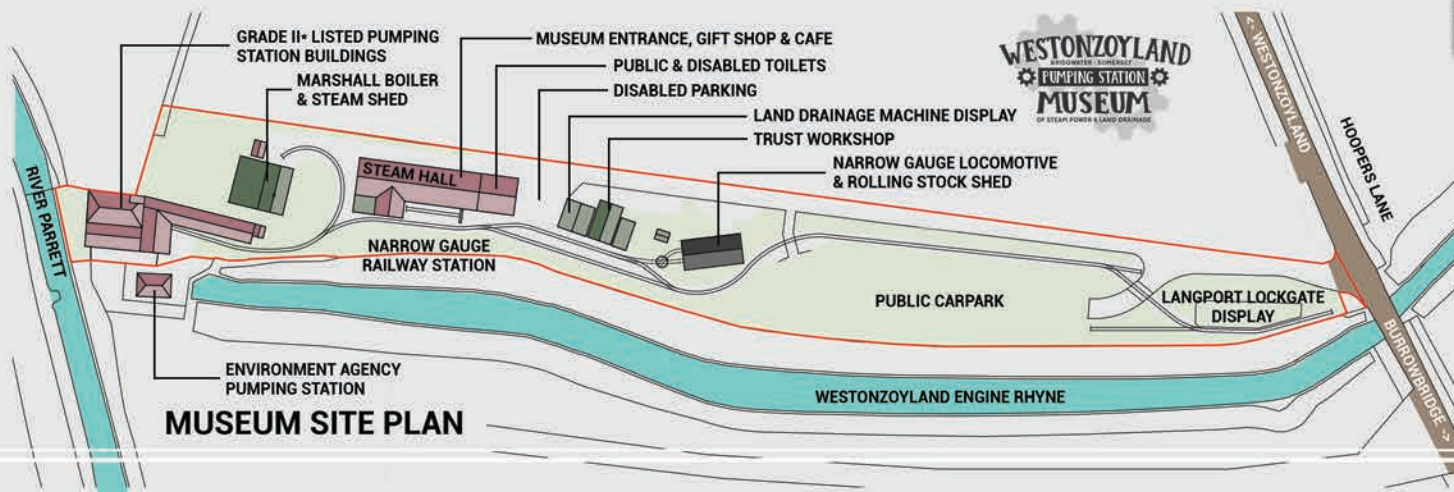 GRADE II* LISTED PUMPING
STATION BUILDINGS
MARSHALL BOILER
& STEAM SHED
MUSEUM ENTRANCE, GIFT SHOP & CAFE
PUBLIC & DISABLED TOILETS
DISABLED PARKING
LAND DRAINAGE MACHINE DISPLAY
TRUST WORKSHOP
NARROW GAUGE LOCOMOTIVE
& ROLLING STOCK SHED
WESTONZOYLAND
BRIDGWATER · SOMERSET
PUMPING STATION
MUSEUM
OF STEAM POWER & LAND DRAINAGE
<- WESTONZOYLAND
HOOPERS LANE
RIVER PARRETT
STEAM HALL
NARROW GAUGE
RAILWAY STATION
PUBLIC CARPARK
LANGPORT LOCKGATE
DISPLAY
BURROWBRIDGE ->
ENVIRONMENT AGENCY
PUMPING STATION
WESTONZOYLAND ENGINE RHYNE
MUSEUM SITE PLAN